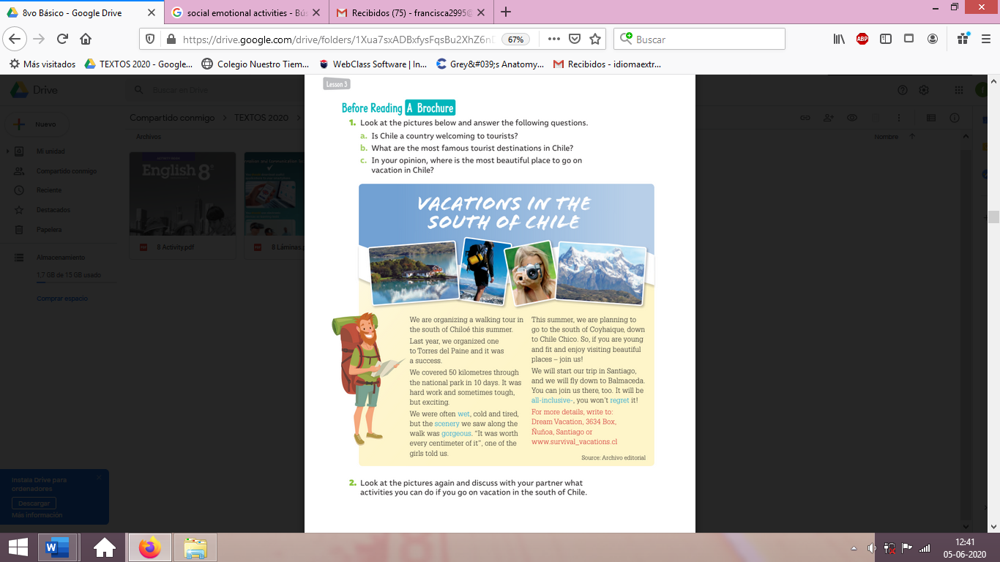 8vo Básico - Google Drive
social emotional activities - Bús
Recibidos (75) - francisca2995@
https://drive.google.com/drive/folders/1Xua7sxADBxfysFqsBu2XhZ6nD
67%
Buscar
ABP
Más visitados
TEXTOS 2020 - Google...
Colegio Nuestro Tiem...
WebClass Software | In...
Grey&#039;s Anatomy...
Recibidos - idiomaextr...
Drive
Buscar en Drive
Nuevo
Compartido conmigo
TEXTOS 2020
Archivos
Nombre
Mi unidad
Compartido conmigo
Reciente
Destacados
Papelera
Almacenamiento
1,7 GB de 15 GB usado
Comprar espacio
English 8
8 Activity.pdf
8 Láminas.p
Instala Drive para
ordenadores
Descargar
Más información
Lesson 3
Before Reading A Brochure
1. Look at the pictures below and answer the following questions.
a. Is Chile a country welcoming to tourists?
b. What are the most famous tourist destinations in Chile?
c. In your opinion, where is the most beautiful place to go on
vacation in Chile?
VACATIONS IN THE
SOUTH OF CHILE
We are organizing a walking tour in
the south of Chiloé this summer.
Last year, we organized one
to Torres del Paine and it was
a success.
We covered 50 kilometres through
the national park in 10 days. It was
hard work and sometimes tough,
but exciting.
We were often wet, cold and tired,
but the scenery we saw along the
walk was gorgeous. “It was worth
every centimeter of it”, one of the
girls told us.
This summer, we are planning to
go to the south of Coyhaique, down
to Chile Chico. So, if you are young
and fit and enjoy visiting beautiful
places – join us!
We will start our trip in Santiago,
and we will fly down to Balmaceda.
You can join us there, too. It will be
all-inclusive-, you won’t regret it!
For more details, write to:
Dream Vacation, 3634 Box,
Ñuñoa, Santiago or
www.survival_vacations.cl
Source: Archivo editorial
2. Look at the pictures again and discuss with your partner what
activities you can do if you go on vacation in the south of Chile.
12:41
05-06-2020